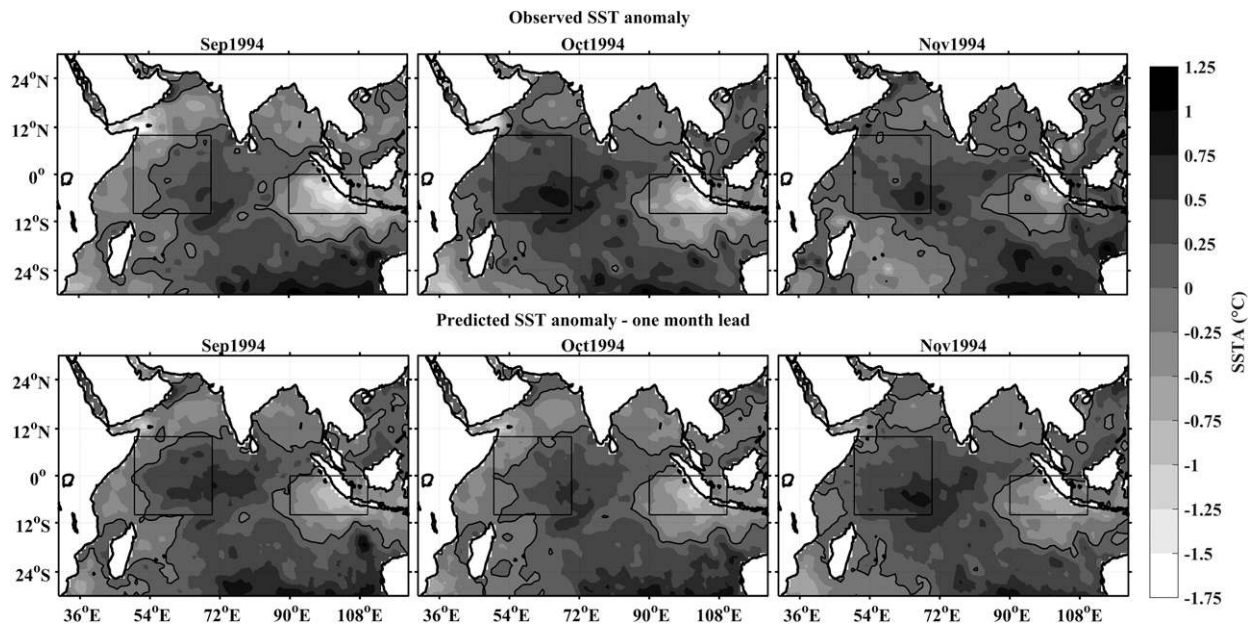 Observed SST anomaly
Sep1994 Oct1994 Nov1994
24°N
12°N
0°
12°S
24°S
Predicted SST anomaly - one month lead
Sep1994 Oct1994 Nov1994
24°N
12°N
0°
12°S
24°S
36°E 54°E 72°E 90°E 108°E 36°E 54°E 72°E 90°E 108°E 36°E 54°E 72°E 90°E 108°E
1.25
1
0.75
0.5
0.25
0
-0.25
-0.5
-0.75
-1
-1.25
-1.5
-1.75
SSTA (°C)